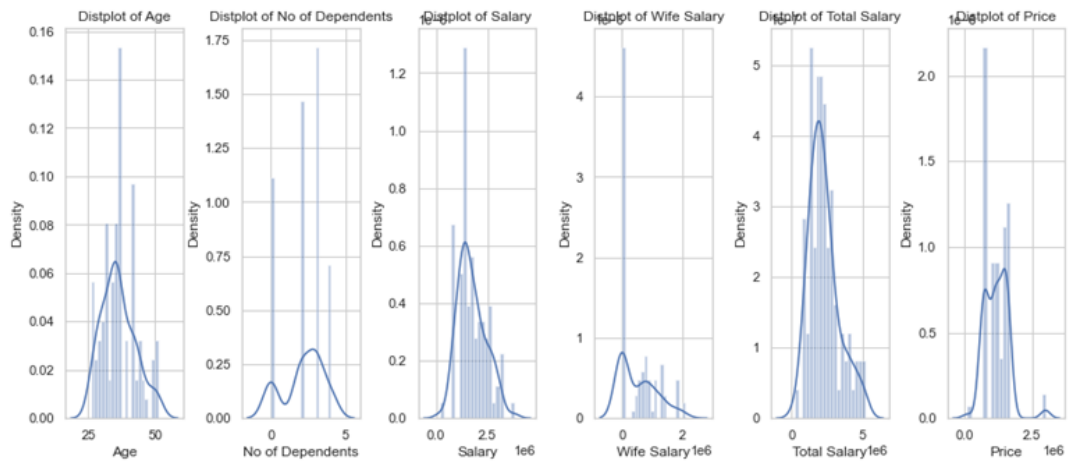 Distplot of Age
0.16
0.14
0.12
0.10
0.08
0.06
0.04
0.02
0.00
Density
25
50
Age
Distplot of No of Dependents
1.75
1.50
1.25
1.00
0.75
0.50
0.25
0.00
Density
0
5
No of Dependents
Distplot of Salary
1e-6
1.2
1.0
0.8
0.6
0.4
0.2
0.0
Density
0.0
2.5
1e6
Salary
Distplot of Wife Salary
4
3
2
1
0
Density
0
2
1e6
Wife Salary
Distplot of Total Salary
1e-7
5
4
3
2
1
0
Density
0
5
1e6
Total Salary
Distplot of Price
1e-6
2.0
1.5
1.0
0.5
0.0
Density
0.0
2.5
1e6
Price